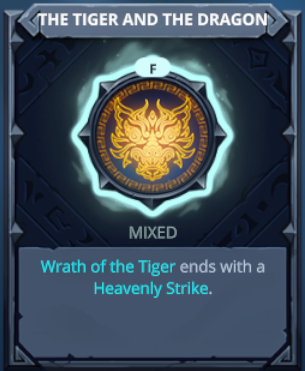 THE TIGER AND THE DRAGON
F
MIXED
Wrath of the Tiger ends with a
Heavenly Strike.